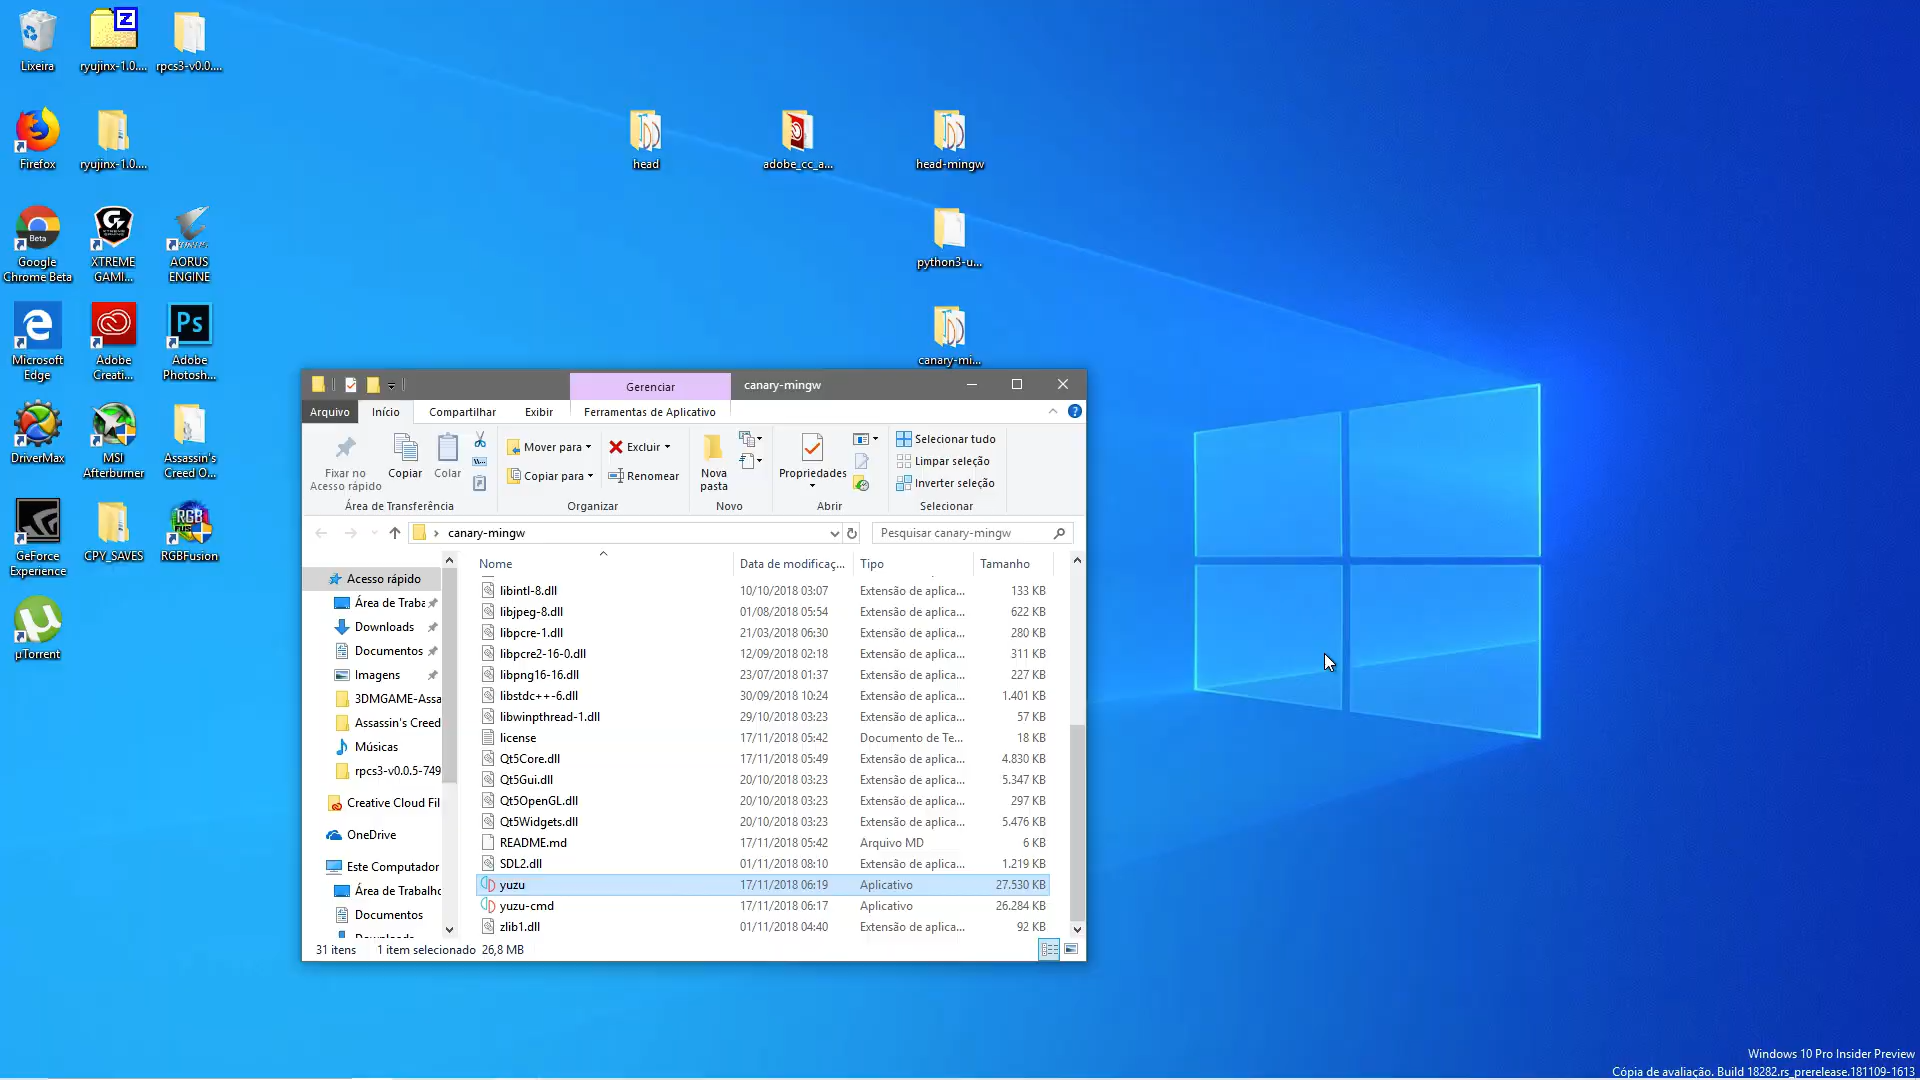 Lixeira
ryujinx-1.0....
rpcs3-v0.0....
Firefox
ryujinx-1.0....
head
adobe_cc_a...
head-mingw
python3-u...
canary-mi...
Beta
Google
Chrome Beta
XTREME
GAMI...
AORUS
ENGINE
Microsoft
Edge
Adobe
Creati...
Ps
Adobe
Photosh...
DriverMax
MSI
Afterburner
Assassin's
Creed O...
GeForce
Experience
CPY_SAVES
RGBFusion
µTorrent
Gerenciar
canary-mingw
Arquivo
Início
Compartilhar
Exibir
Ferramentas de Aplicativo
Fixar no
Acesso rápido
Copiar
Colar
Mover para
Copiar para
Excluir
Renomear
Nova
pasta
Propriedades
Selecionar tudo
Limpar seleção
Inverter seleção
Área de Transferência
Organizar
Novo
Abrir
Selecionar
canary-mingw
Pesquisar canary-mingw
Acesso rápido
Área de Traba
Downloads
Documentos
Imagens
3DMGAME-Assa
Assassin's Creed
Músicas
rpcs3-v0.0.5-749
Creative Cloud Fil
OneDrive
Este Computador
Área de Trabalho
Documentos
Nome Data de modificaç... Tipo Tamanho
libintl-8.dll 10/10/2018 03:07 Extensão de aplica... 133 KB
libjpeg-8.dll 01/08/2018 05:54 Extensão de aplica... 622 KB
libpcre-1.dll 21/03/2018 06:30 Extensão de aplica... 280 KB
libpcre2-16-0.dll 12/09/2018 02:18 Extensão de aplica... 311 KB
libpng16-16.dll 23/07/2018 01:37 Extensão de aplica... 227 KB
libstdc++-6.dll 30/09/2018 10:24 Extensão de aplica... 1.401 KB
libwinpthread-1.dll 29/10/2018 03:23 Extensão de aplica... 57 KB
license 17/11/2018 05:42 Documento de Te... 18 KB
Qt5Core.dll 17/11/2018 05:49 Extensão de aplica... 4.830 KB
Qt5Gui.dll 20/10/2018 03:23 Extensão de aplica... 5.347 KB
Qt5OpenGL.dll 20/10/2018 03:23 Extensão de aplica... 297 KB
Qt5Widgets.dll 20/10/2018 03:23 Extensão de aplica... 5.476 KB
README.md 17/11/2018 05:42 Arquivo MD 6 KB
SDL2.dll 01/11/2018 08:10 Extensão de aplica... 1.219 KB
yuzu 17/11/2018 06:19 Aplicativo 27.530 KB
yuzu-cmd 17/11/2018 06:17 Aplicativo 26.284 KB
zlib1.dll 01/11/2018 04:40 Extensão de aplica... 92 KB
31 itens 1 item selecionado 26,8 MB
Windows 10 Pro Insider Preview
Cópia de avaliação. Build 18282.rs_prerelease.181109-1613